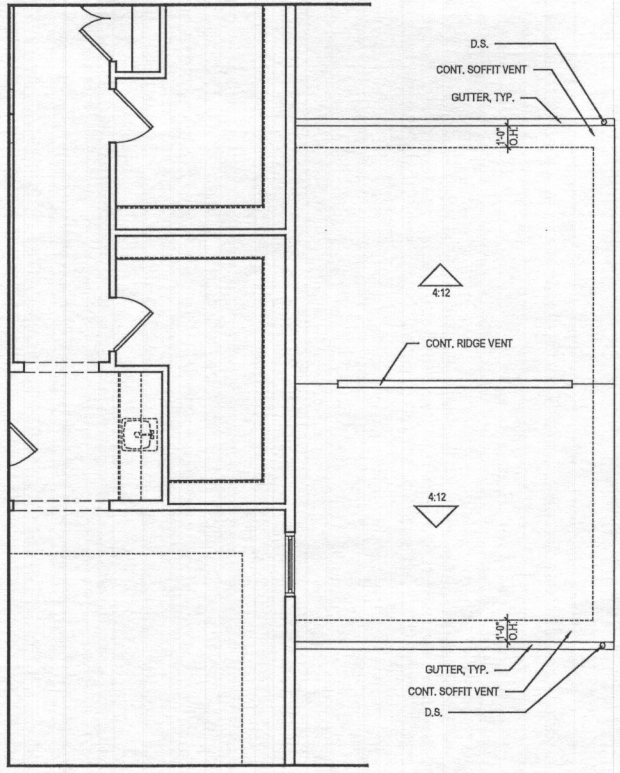 D.S.
CONT. SOFFIT VENT
GUTTER, TYP.
1'-0"
O.H.
4:12
CONT. RIDGE VENT
4:12
1'-0"
O.H.
GUTTER, TYP.
CONT. SOFFIT VENT
D.S.